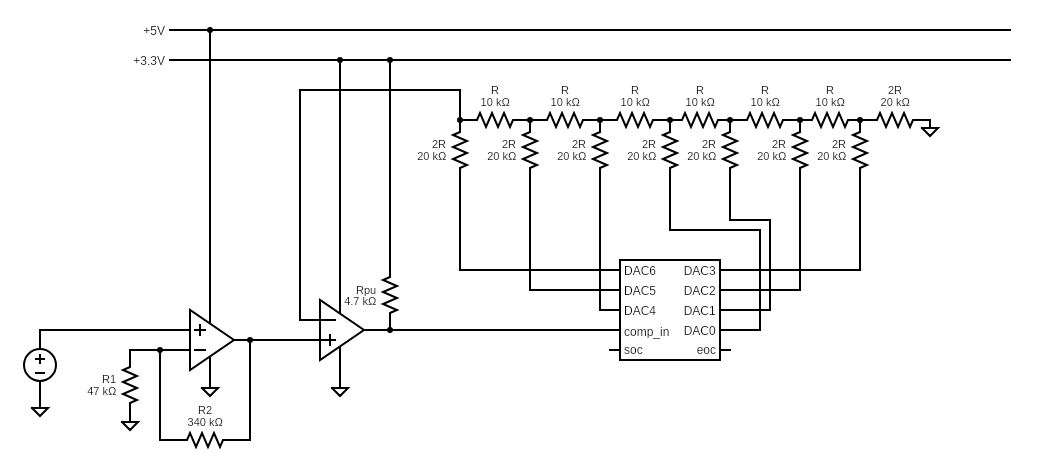 +5V
+3.3V
R
10 kΩ
R
10 kΩ
R
10 kΩ
R
10 kΩ
R
10 kΩ
R
10 kΩ
2R
20 kΩ
2R
20 kΩ
2R
20 kΩ
2R
20 kΩ
2R
20 kΩ
2R
20 kΩ
2R
20 kΩ
2R
20 kΩ
DAC6
DAC3
DAC5
DAC2
DAC4
DAC1
comp_in
DAC0
soc
eoc
Rpu
4.7 kΩ
R1
47 kΩ
R2
340 kΩ